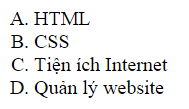 A. HTML
B. CSS
C. Tiện ích Internet
D. Quản lý website